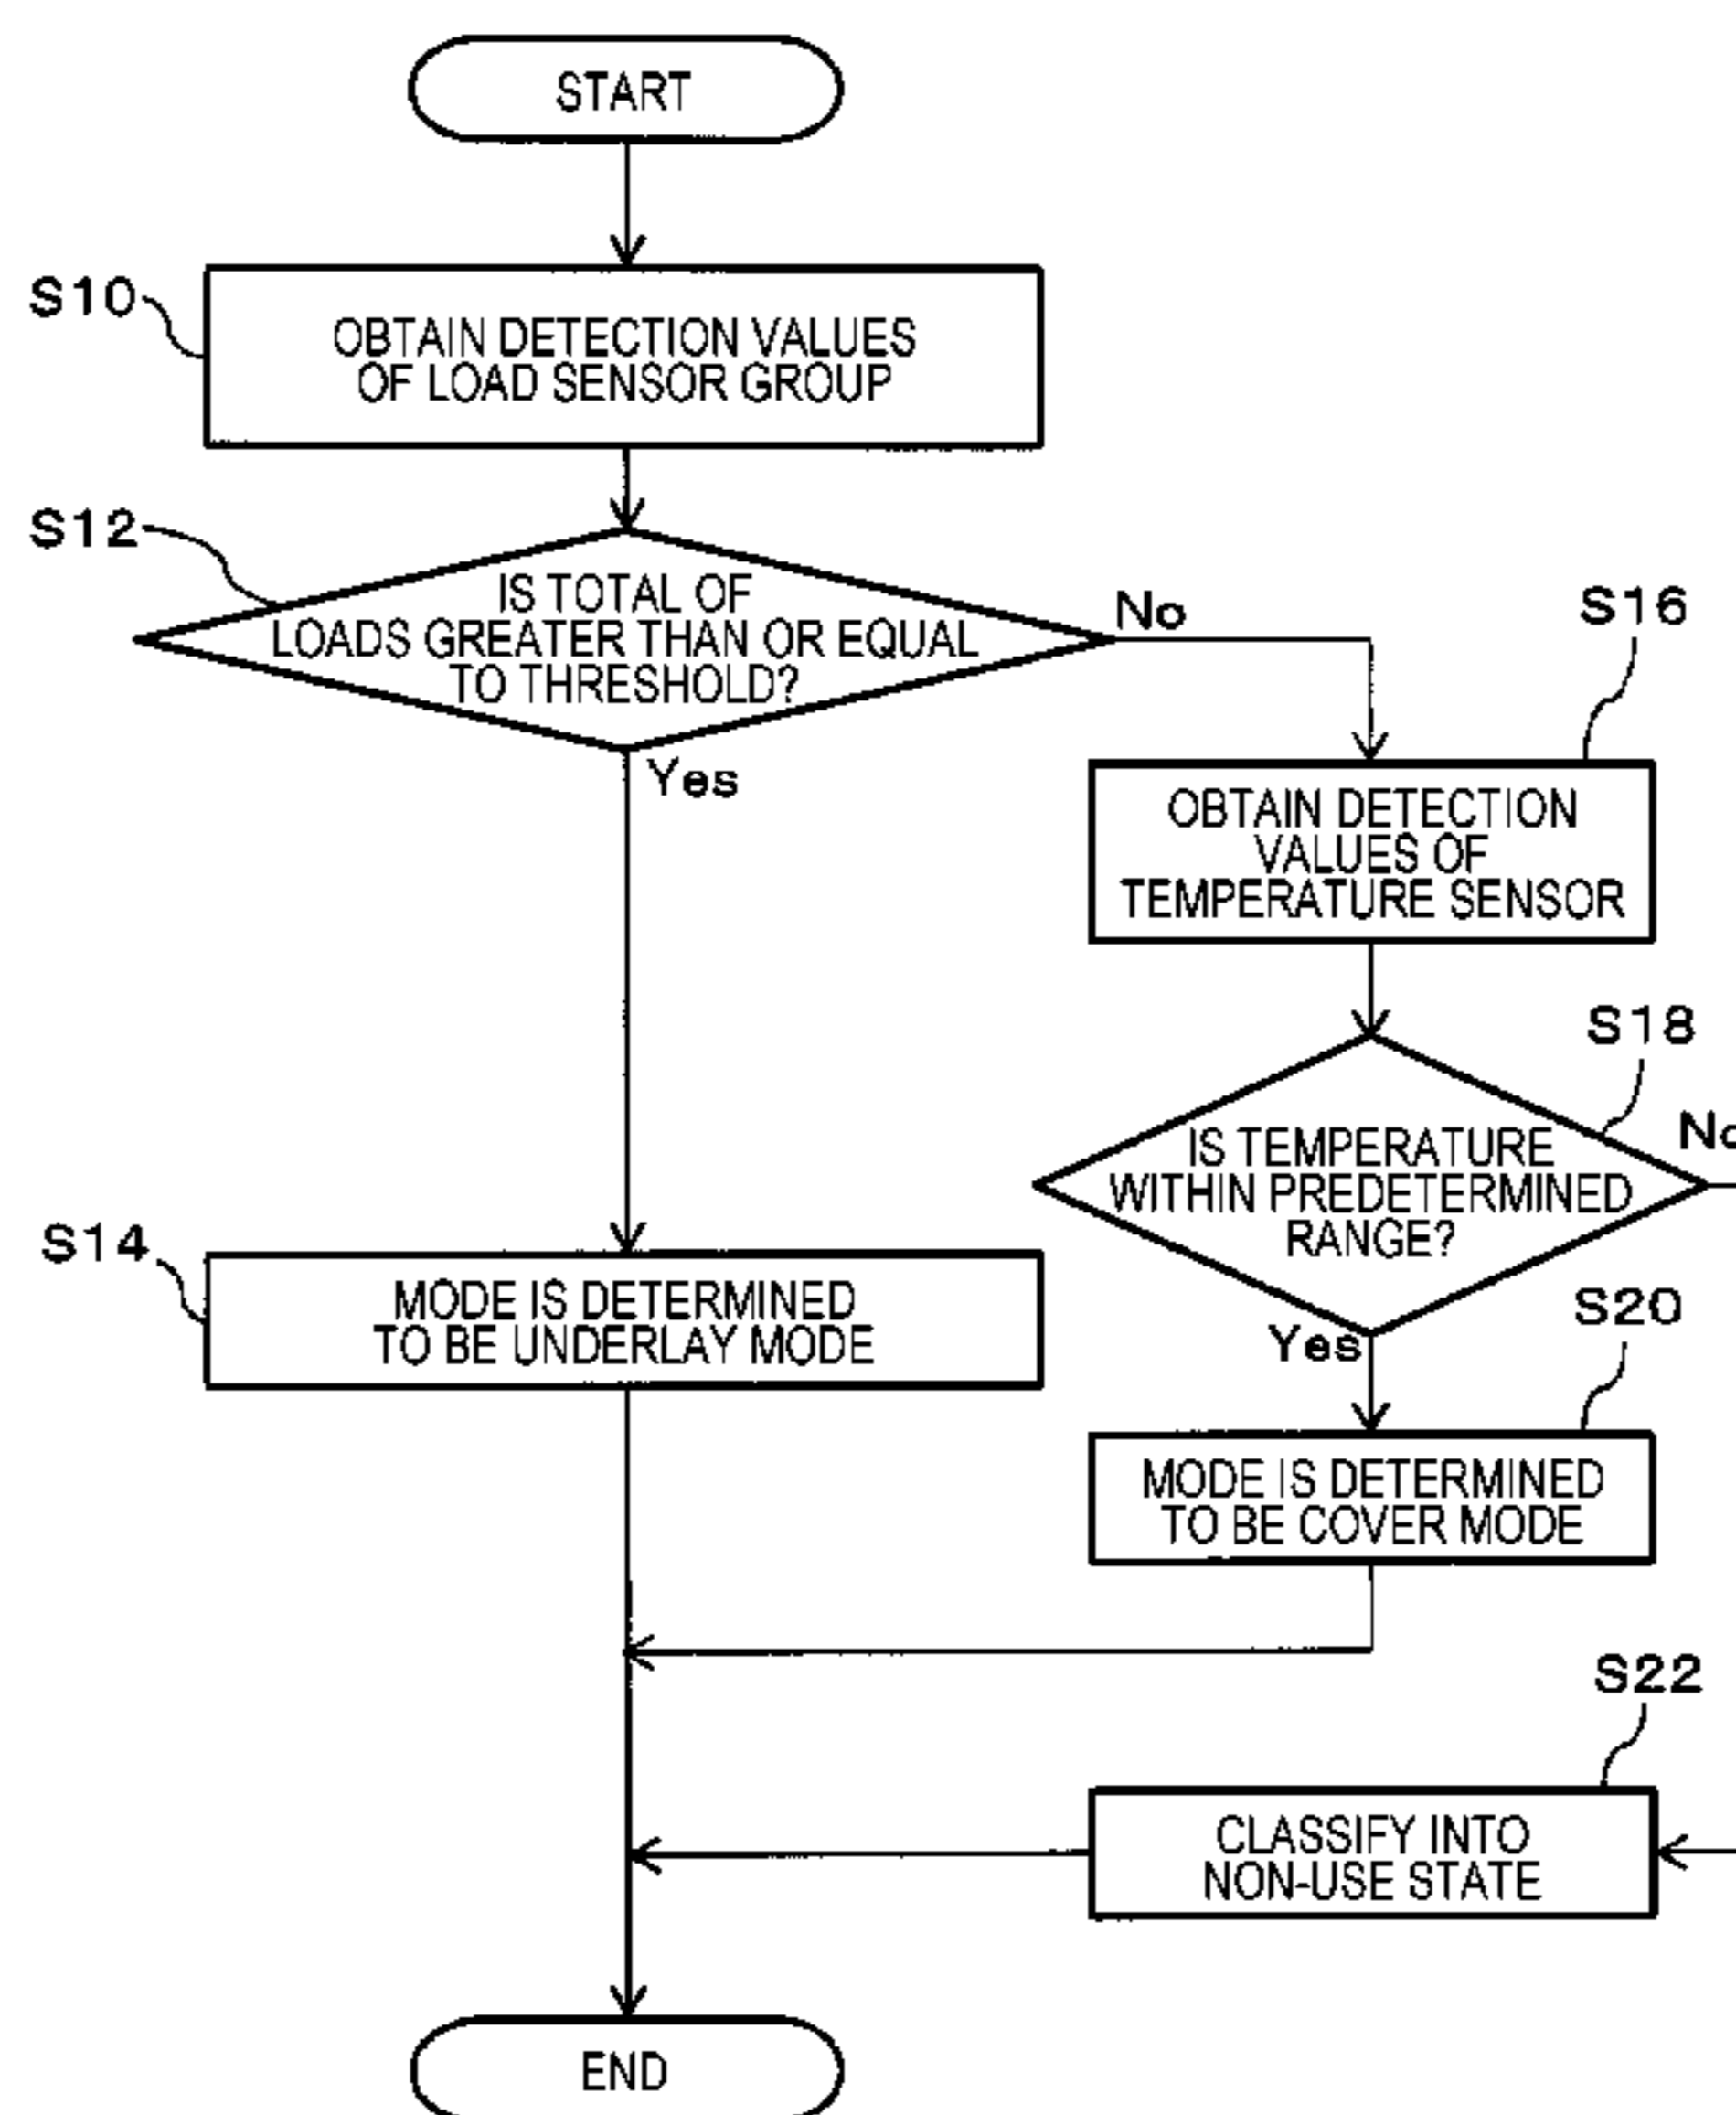 START
S10
OBTAIN DETECTION VALUES
OF LOAD SENSOR GROUP
S12
IS TOTAL OF
LOADS GREATER THAN OR EQUAL
TO THRESHOLD?
No
Yes
S16
OBTAIN DETECTION
VALUES OF
TEMPERATURE SENSOR
S18
IS TEMPERATURE
WITHIN PREDETERMINED
RANGE?
No
Yes
S14
MODE IS DETERMINED
TO BE UNDERLAY MODE
S20
MODE IS DETERMINED
TO BE COVER MODE
S22
CLASSIFY INTO
NON-USE STATE
END